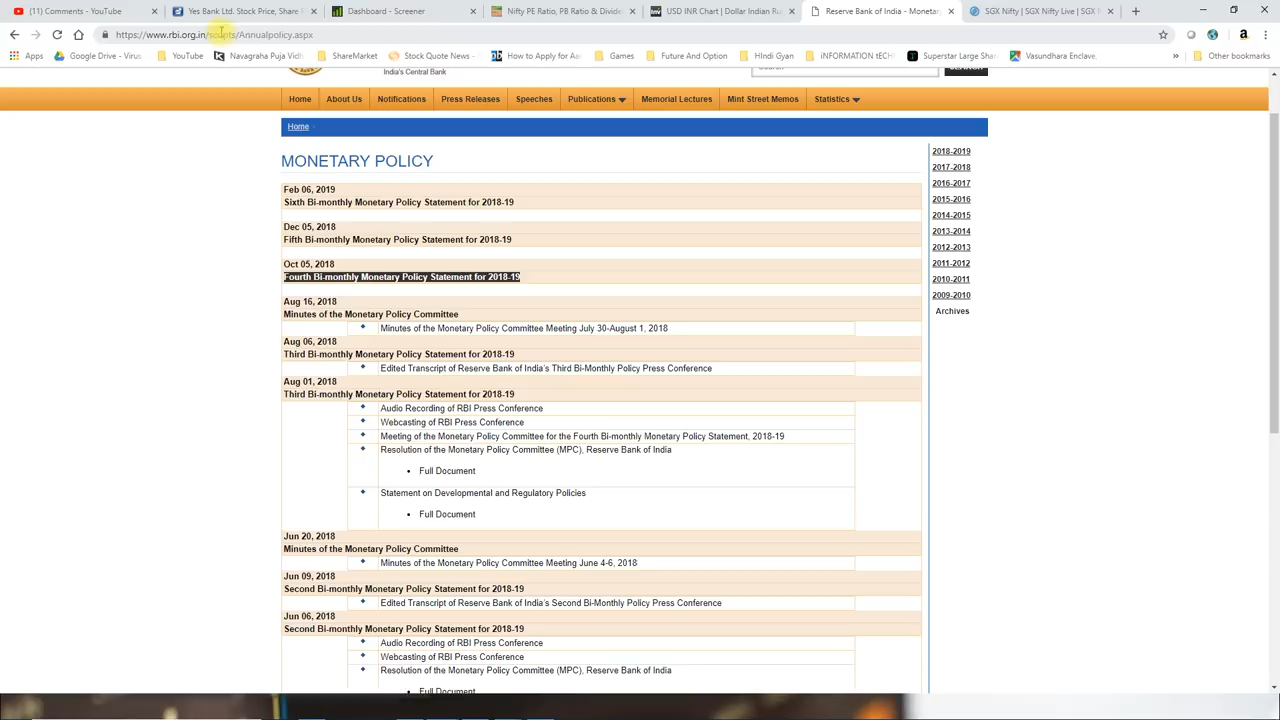 (11) Comments - YouTube
Yes Bank Ltd. Stock Price, Share P
Dashboard - Screener
Nifty PE Ratio, PB Ratio & Divide
USD INR Chart | Dollar Indian Ru
Reserve Bank of India - Monetar
SGX Nifty | SGX Nifty Live | SGX N
https://www.rbi.org.in/scripts/Annualpolicy.aspx
Apps
Google Drive - Virus
YouTube
Navagraha Puja Vidh
ShareMarket
Stock Quote News -
How to Apply for Aa
Games
Future And Option
HIndi Gyan
iNFORMATION tECH
Superstar Large Shar
Vasundhara Enclave,
»
Other bookmarks
India's Central Bank
Home
About Us
Notifications
Press Releases
Speeches
Publications
Memorial Lectures
Mint Street Memos
Statistics
Home
MONETARY POLICY
Feb 06, 2019
Sixth Bi-monthly Monetary Policy Statement for 2018-19
Dec 05, 2018
Fifth Bi-monthly Monetary Policy Statement for 2018-19
Oct 05, 2018
Fourth Bi-monthly Monetary Policy Statement for 2018-19
Aug 16, 2018
Minutes of the Monetary Policy Committee
Minutes of the Monetary Policy Committee Meeting July 30-August 1, 2018
Aug 06, 2018
Third Bi-monthly Monetary Policy Statement for 2018-19
Edited Transcript of Reserve Bank of India's Third Bi-Monthly Policy Press Conference
Aug 01, 2018
Third Bi-monthly Monetary Policy Statement for 2018-19
Audio Recording of RBI Press Conference
Webcasting of RBI Press Conference
Meeting of the Monetary Policy Committee for the Fourth Bi-monthly Monetary Policy Statement, 2018-19
Resolution of the Monetary Policy Committee (MPC), Reserve Bank of India
• Full Document
Statement on Developmental and Regulatory Policies
• Full Document
Jun 20, 2018
Minutes of the Monetary Policy Committee
Minutes of the Monetary Policy Committee Meeting June 4-6, 2018
Jun 09, 2018
Second Bi-monthly Monetary Policy Statement for 2018-19
Edited Transcript of Reserve Bank of India's Second Bi-Monthly Policy Press Conference
Jun 06, 2018
Second Bi-monthly Monetary Policy Statement for 2018-19
Audio Recording of RBI Press Conference
Webcasting of RBI Press Conference
Resolution of the Monetary Policy Committee (MPC), Reserve Bank of India
• Full Document
2018-2019
2017-2018
2016-2017
2015-2016
2014-2015
2013-2014
2012-2013
2011-2012
2010-2011
2009-2010
Archives